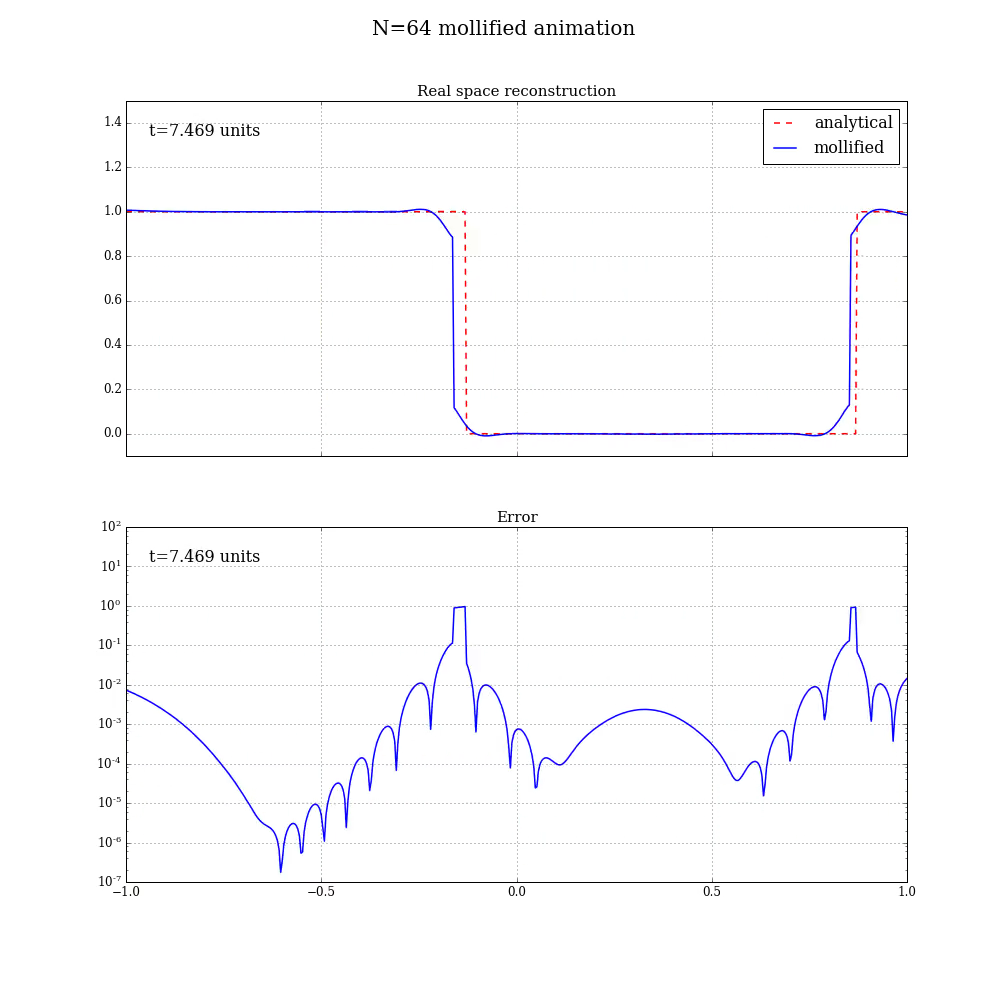 N=64 mollified animation
Real space reconstruction
t=7.469 units
analytical
mollified
1.4
1.2
1.0
0.8
0.6
0.4
0.2
0.0
Error
t=7.469 units
10²
10¹
10⁰
10⁻¹
10⁻²
10⁻³
10⁻⁴
10⁻⁵
10⁻⁶
10⁻⁷
−1.0 −0.5 0.0 0.5 1.0